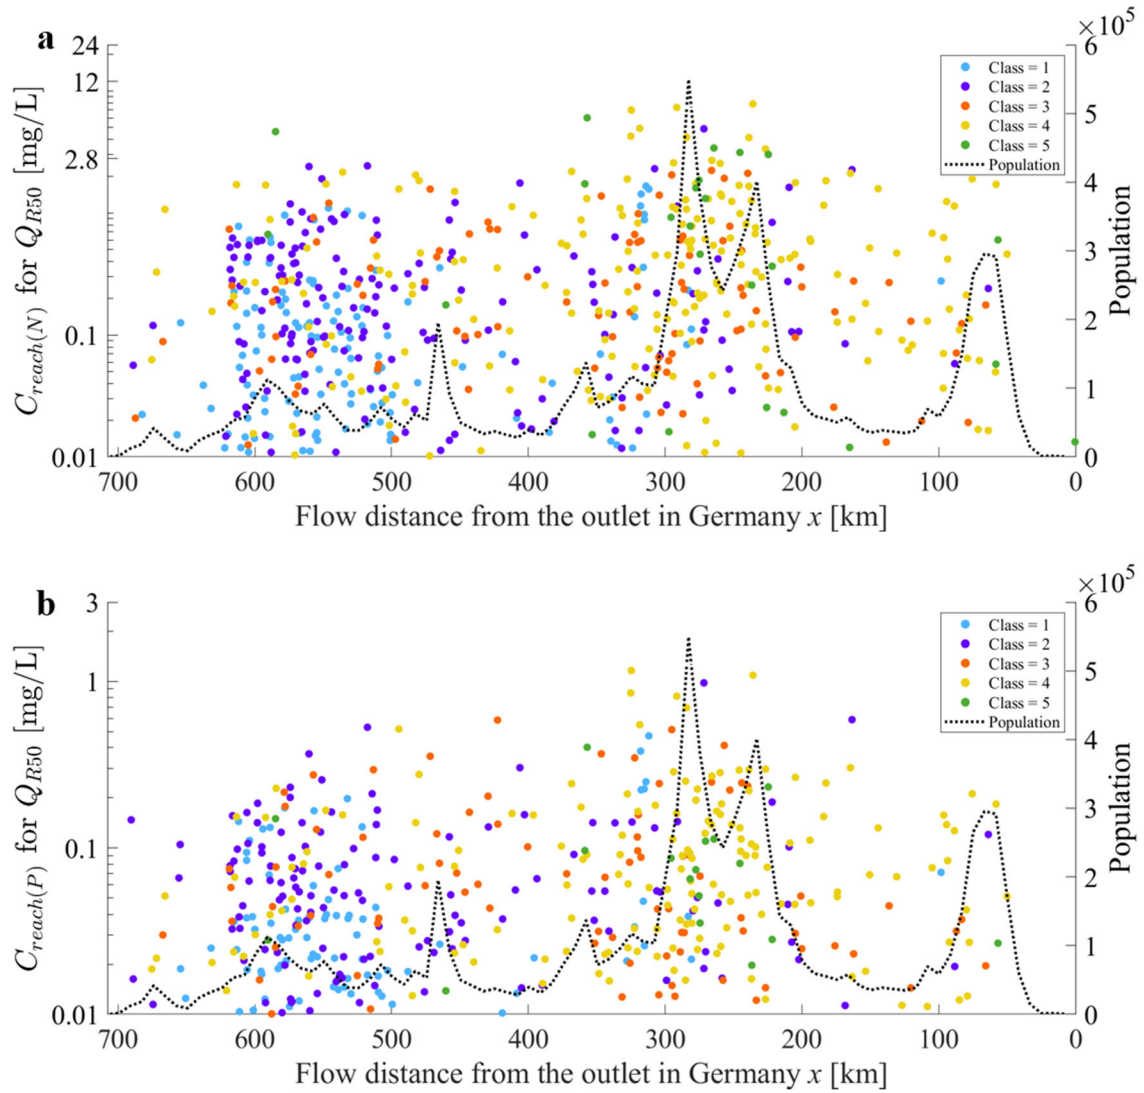 a
×10⁵
24
12
2.8
0.1
0.01
C_reach(N) for Q_R50 [mg/L]
6
5
4
3
2
1
0
Population
Class = 1
Class = 2
Class = 3
Class = 4
Class = 5
Population
700 600 500 400 300 200 100 0
Flow distance from the outlet in Germany x [km]
b
×10⁵
3
1
0.1
0.01
C_reach(P) for Q_R50 [mg/L]
6
5
4
3
2
1
0
Population
Class = 1
Class = 2
Class = 3
Class = 4
Class = 5
Population
700 600 500 400 300 200 100 0
Flow distance from the outlet in Germany x [km]